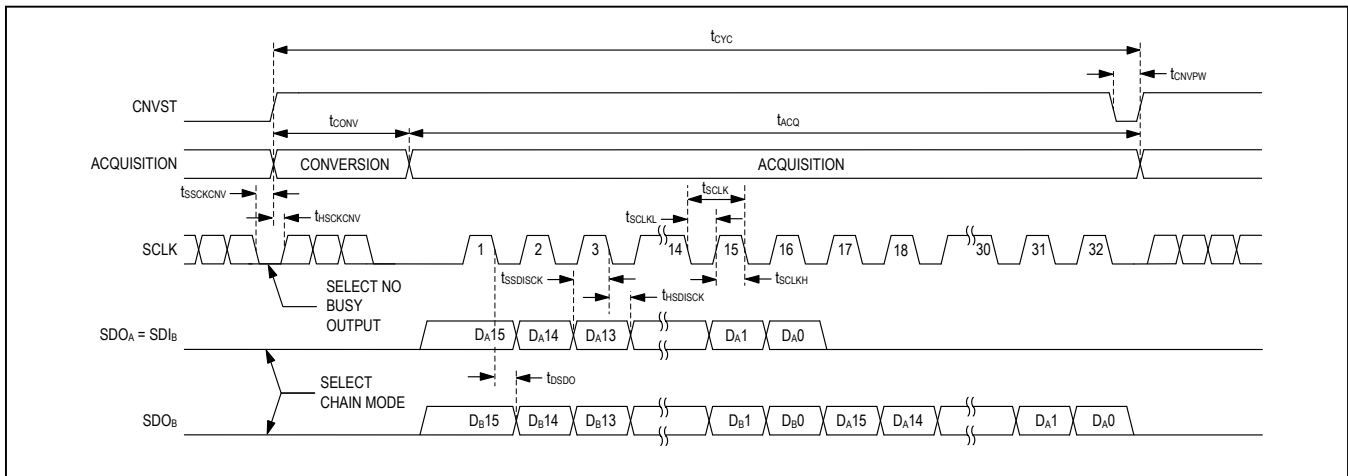 tCYC
tCNVPW
CNVST
tCONV
tACQ
ACQUISITION
CONVERSION
ACQUISITION
tSSCKCNV
tHSCKCNV
tSCLK
tSCLKL
SCLK
1 2 3 14 15 16 17 18 30 31 32
tSSDISCK
tHSDISCK
tSCLKH
SELECT NO
BUSY
OUTPUT
SDOA = SDIB
DA15 DA14 DA13 DA1 DA0
tDSDO
SELECT
CHAIN MODE
SDOB
DB15 DB14 DB13 DB1 DB0 DA15 DA14 DA1 DA0